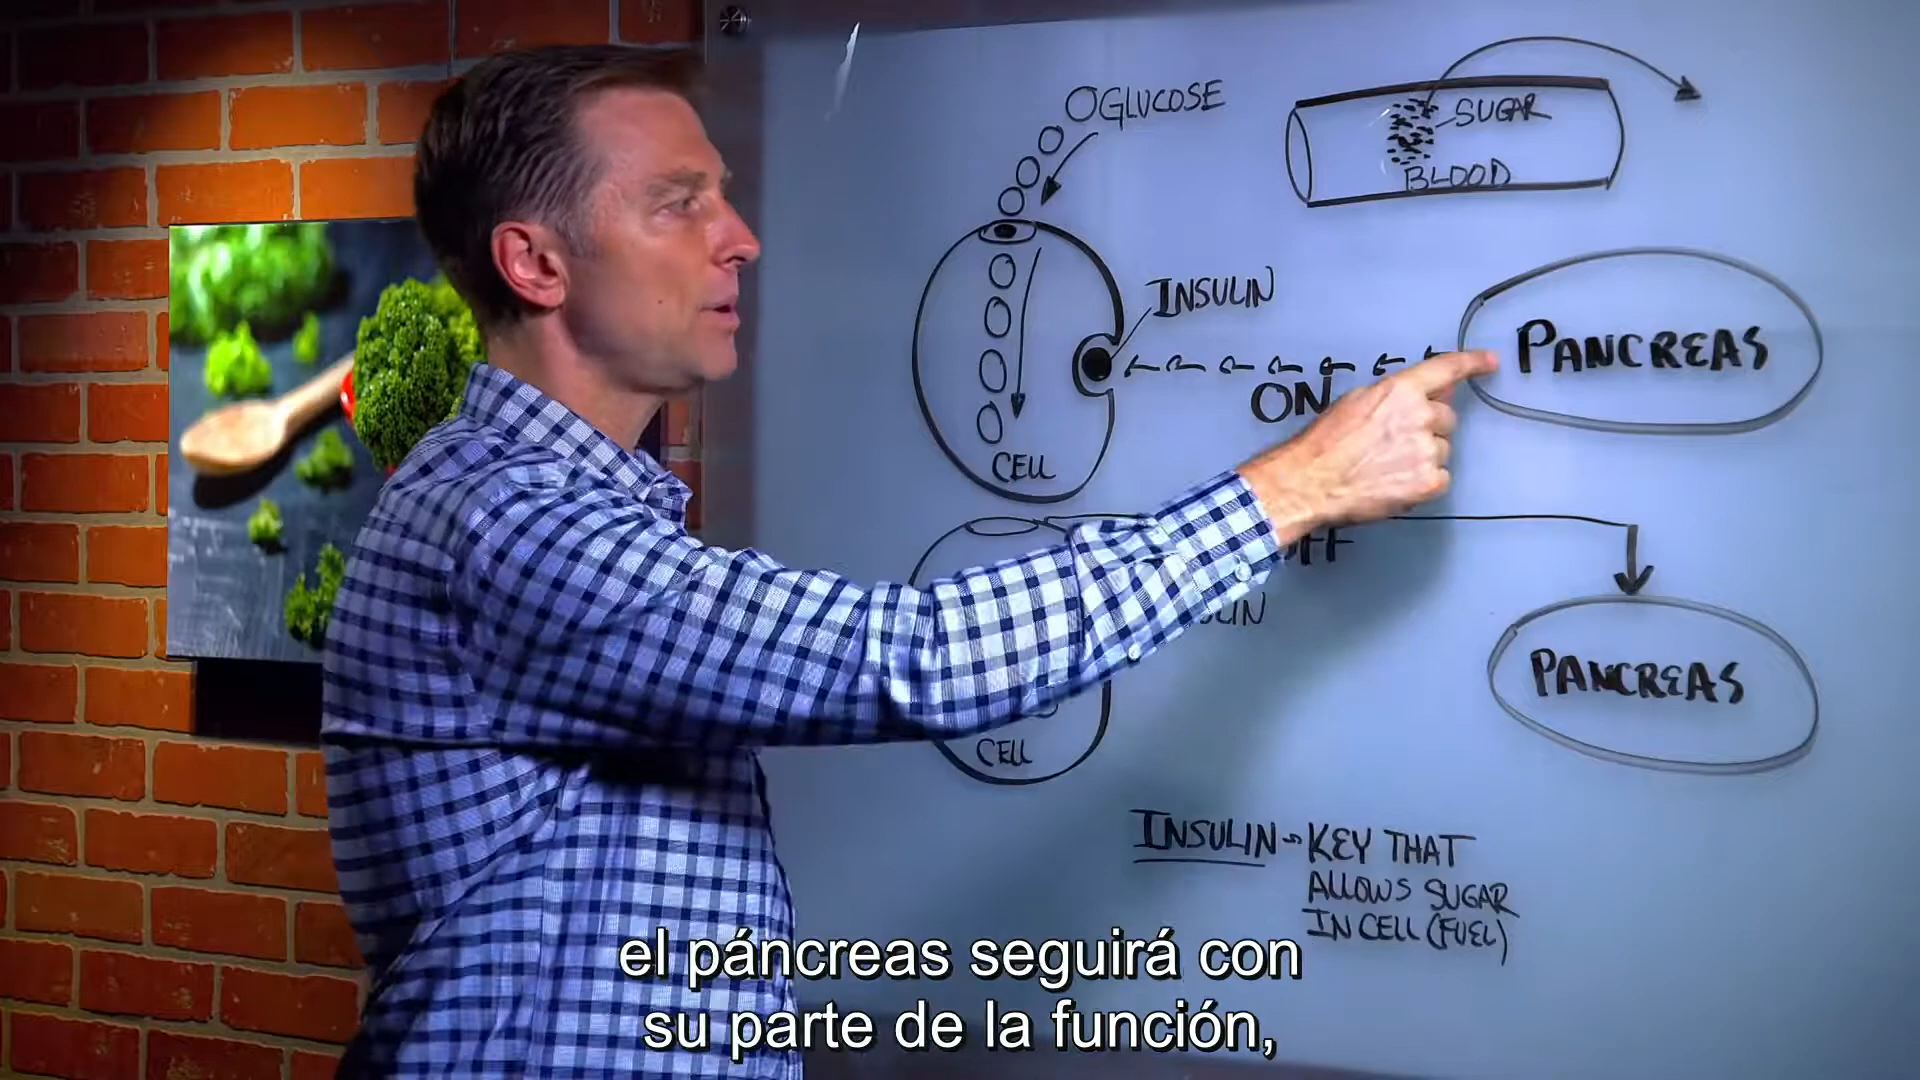 GLUCOSE
SUGAR
BLOOD
INSULIN
PANCREAS
ON
CELL
PANCREAS
CELL
INSULIN → KEY THAT
ALLOWS SUGAR
IN CELL (FUEL)
el páncreas seguirá con
su parte de la función,